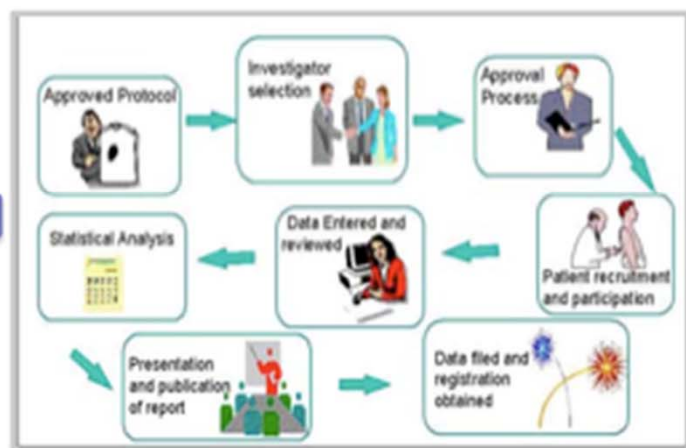 Approved Protocol
Investigator
selection
Approval
Process
Patient recruitment
and participation
Data Entered and
reviewed
Statistical Analysis
Presentation
and publication
of report
Data filed and
registration
obtained